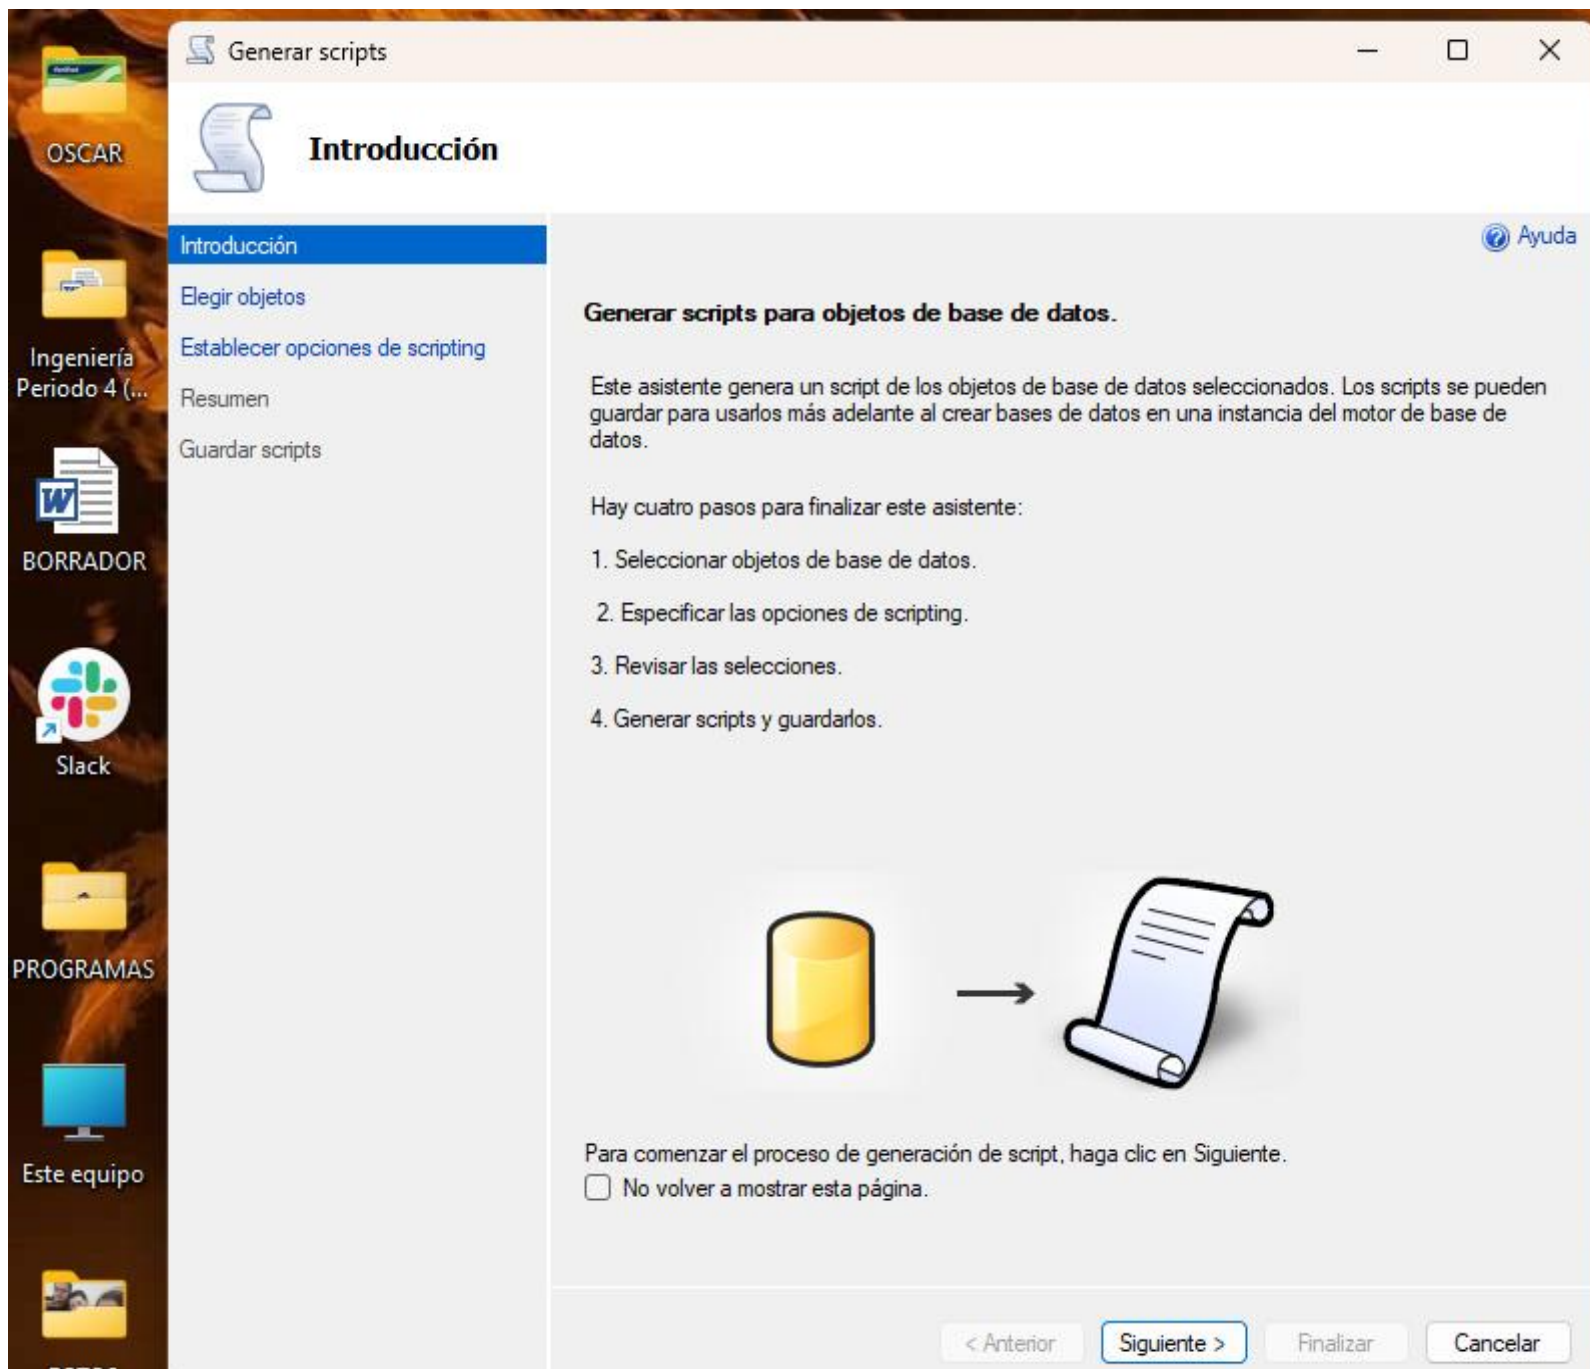 Generar scripts
Introducción
OSCAR
Ingeniería
Periodo 4 (...
BORRADOR
Slack
PROGRAMAS
Este equipo
Introducción
Elegir objetos
Establecer opciones de scripting
Resumen
Guardar scripts
Ayuda
Generar scripts para objetos de base de datos.
Este asistente genera un script de los objetos de base de datos seleccionados. Los scripts se pueden
guardar para usarlos más adelante al crear bases de datos en una instancia del motor de base de
datos.
Hay cuatro pasos para finalizar este asistente:
1. Seleccionar objetos de base de datos.
2. Especificar las opciones de scripting.
3. Revisar las selecciones.
4. Generar scripts y guardarlos.
Para comenzar el proceso de generación de script, haga clic en Siguiente.
No volver a mostrar esta página.
< Anterior
Siguiente >
Finalizar
Cancelar